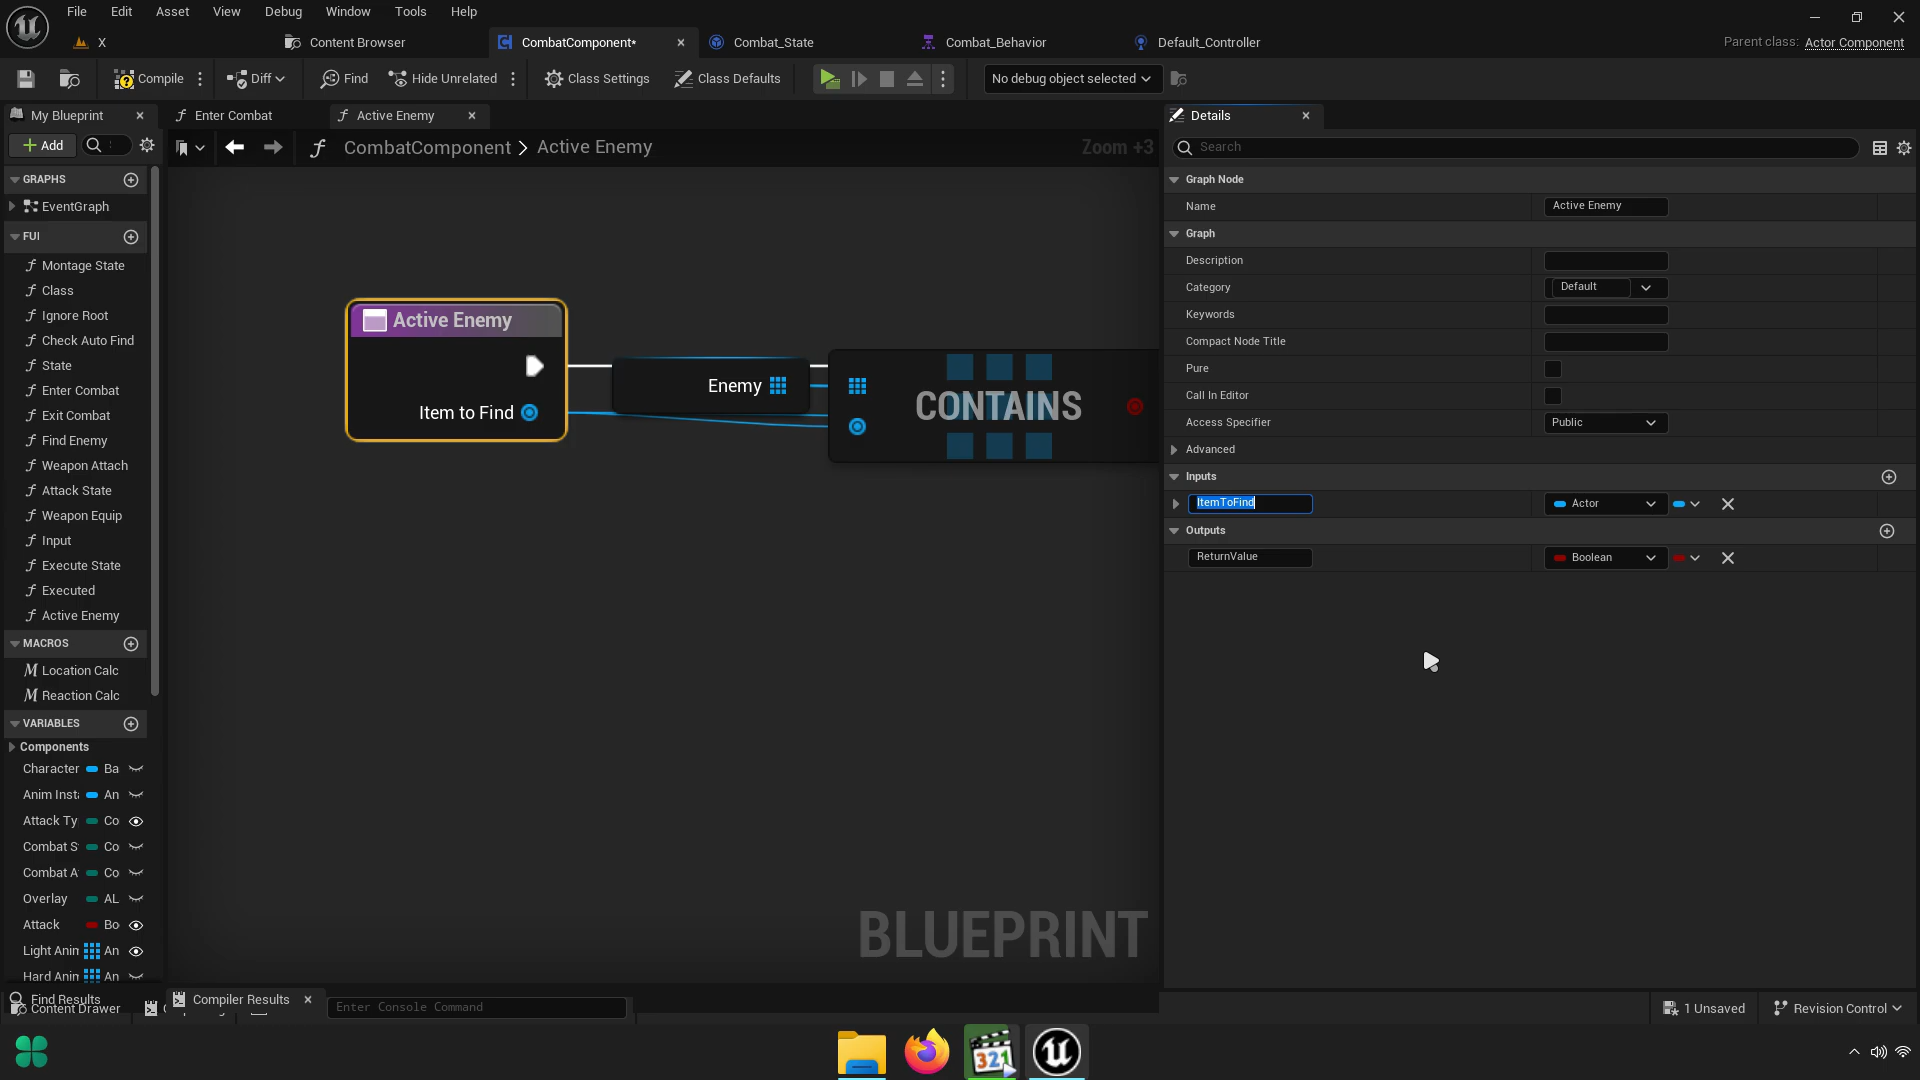 File Edit Asset View Debug Window Tools Help
X
Content Browser
CombatComponent*
Combat_State
Combat_Behavior
Default_Controller
Parent class: Actor Component
Compile
Diff
Find
Hide Unrelated
Class Settings
Class Defaults
No debug object selected
My Blueprint
Enter Combat
Active Enemy
Details
Add
CombatComponent > Active Enemy
Zoom +3
Search
GRAPHS
EventGraph
FUI
Montage State
Class
Ignore Root
Check Auto Find
State
Enter Combat
Exit Combat
Find Enemy
Weapon Attach
Attack State
Weapon Equip
Input
Execute State
Executed
Active Enemy
MACROS
Location Calc
Reaction Calc
VARIABLES
Components
Character Ba
Anim Insta An
Attack Ty Co
Combat S Co
Combat A Co
Overlay AL
Attack Bo
Light Anim An
Hard Anim An
Active Enemy
Item to Find
Enemy
CONTAINS
BLUEPRINT
Graph Node
Name Active Enemy
Graph
Description
Category Default
Keywords
Compact Node Title
Pure
Call In Editor
Access Specifier Public
Advanced
Inputs
ItemToFind Actor
Outputs
ReturnValue Boolean
Find Results
Compiler Results
Enter Console Command
Content Drawer
1 Unsaved
Revision Control
321